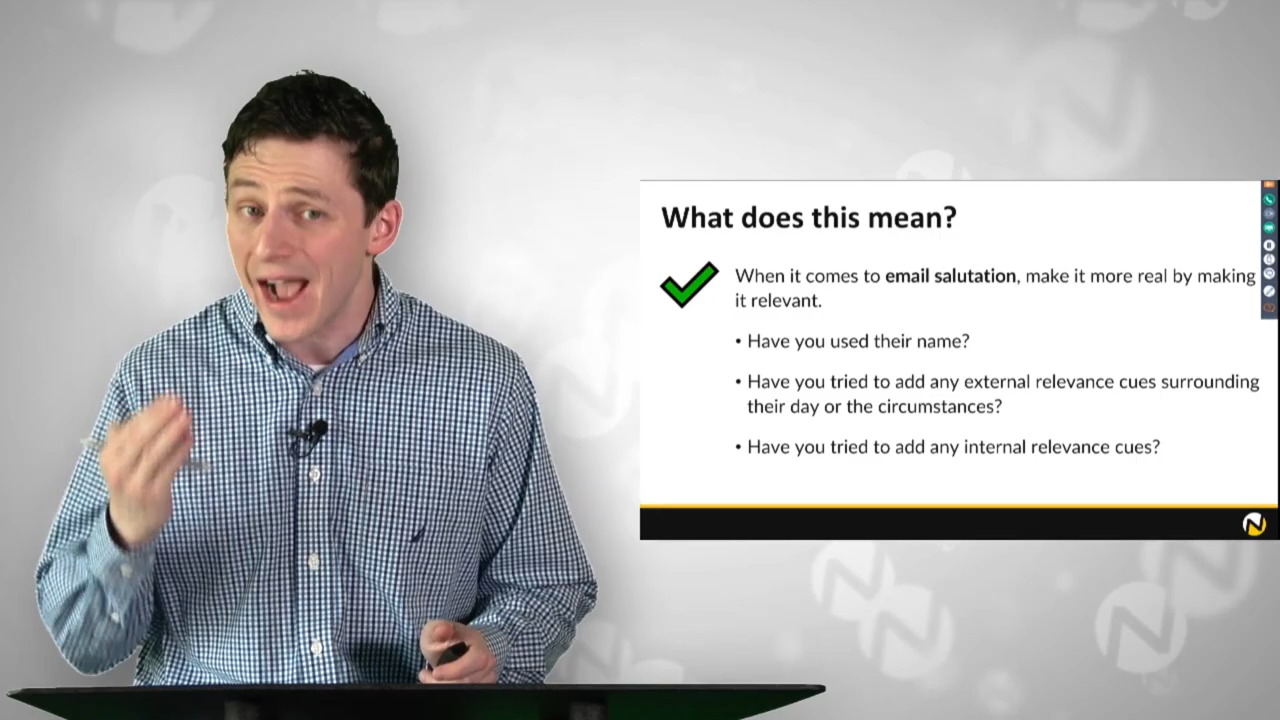 What does this mean?
When it comes to email salutation, make it more real by making
it relevant.
• Have you used their name?
• Have you tried to add any external relevance cues surrounding
their day or the circumstances?
• Have you tried to add any internal relevance cues?